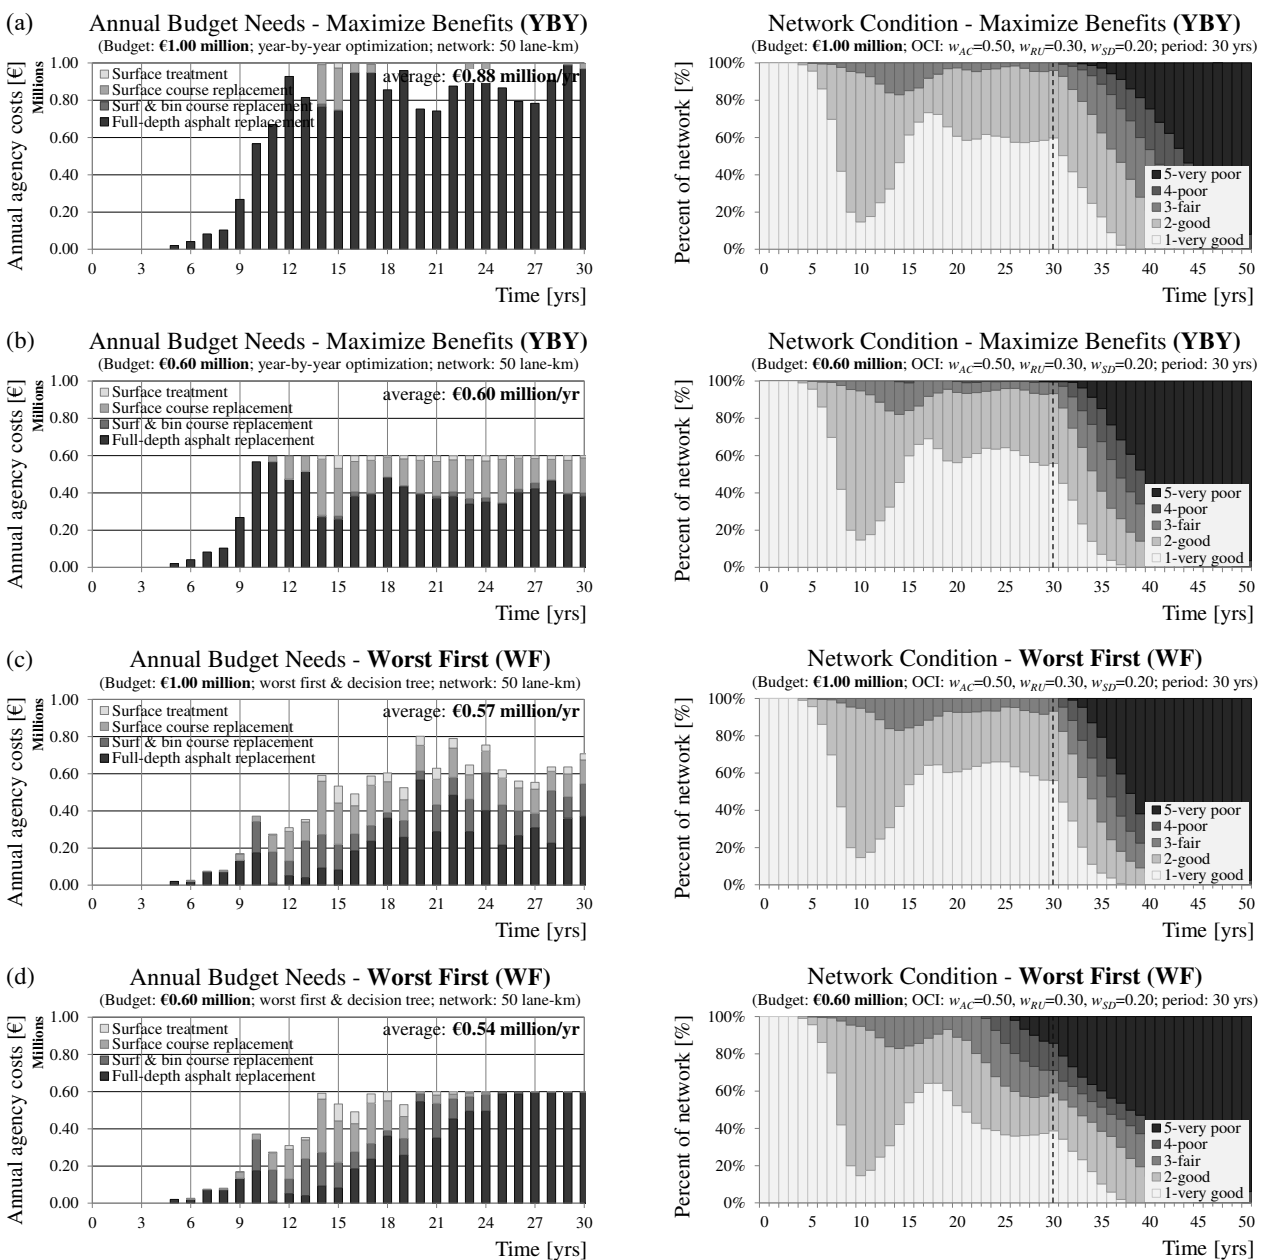 (a)
Annual Budget Needs - Maximize Benefits (YBY)
(Budget: €1.00 million; year-by-year optimization; network: 50 lane-km)
Annual agency costs [€]
Millions
1.00
0.80
0.60
0.40
0.20
0.00
Surface treatment
Surface course replacement
Surf & bin course replacement
Full-depth asphalt replacement
average: €0.88 million/yr
0 3 6 9 12 15 18 21 24 27 30
Time [yrs]
Network Condition - Maximize Benefits (YBY)
(Budget: €1.00 million; OCI: wAC=0.50, wRU=0.30, wSD=0.20; period: 30 yrs)
Percent of network [%]
100%
80%
60%
40%
20%
0%
5-very poor
4-poor
3-fair
2-good
1-very good
0 5 10 15 20 25 30 35 40 45 50
Time [yrs]
(b)
Annual Budget Needs - Maximize Benefits (YBY)
(Budget: €0.60 million; year-by-year optimization; network: 50 lane-km)
Annual agency costs [€]
Millions
1.00
0.80
0.60
0.40
0.20
0.00
Surface treatment
Surface course replacement
Surf & bin course replacement
Full-depth asphalt replacement
average: €0.60 million/yr
0 3 6 9 12 15 18 21 24 27 30
Time [yrs]
Network Condition - Maximize Benefits (YBY)
(Budget: €0.60 million; OCI: wAC=0.50, wRU=0.30, wSD=0.20; period: 30 yrs)
Percent of network [%]
100%
80%
60%
40%
20%
0%
5-very poor
4-poor
3-fair
2-good
1-very good
0 5 10 15 20 25 30 35 40 45 50
Time [yrs]
(c)
Annual Budget Needs - Worst First (WF)
(Budget: €1.00 million; worst first & decision tree; network: 50 lane-km)
Annual agency costs [€]
Millions
1.00
0.80
0.60
0.40
0.20
0.00
Surface treatment
Surface course replacement
Surf & bin course replacement
Full-depth asphalt replacement
average: €0.57 million/yr
0 3 6 9 12 15 18 21 24 27 30
Time [yrs]
Network Condition - Worst First (WF)
(Budget: €1.00 million; OCI: wAC=0.50, wRU=0.30, wSD=0.20; period: 30 yrs)
Percent of network [%]
100%
80%
60%
40%
20%
0%
5-very poor
4-poor
3-fair
2-good
1-very good
0 5 10 15 20 25 30 35 40 45 50
Time [yrs]
(d)
Annual Budget Needs - Worst First (WF)
(Budget: €0.60 million; worst first & decision tree; network: 50 lane-km)
Annual agency costs [€]
Millions
1.00
0.80
0.60
0.40
0.20
0.00
Surface treatment
Surface course replacement
Surf & bin course replacement
Full-depth asphalt replacement
average: €0.54 million/yr
0 3 6 9 12 15 18 21 24 27 30
Time [yrs]
Network Condition - Worst First (WF)
(Budget: €0.60 million; OCI: wAC=0.50, wRU=0.30, wSD=0.20; period: 30 yrs)
Percent of network [%]
100%
80%
60%
40%
20%
0%
5-very poor
4-poor
3-fair
2-good
1-very good
0 5 10 15 20 25 30 35 40 45 50
Time [yrs]